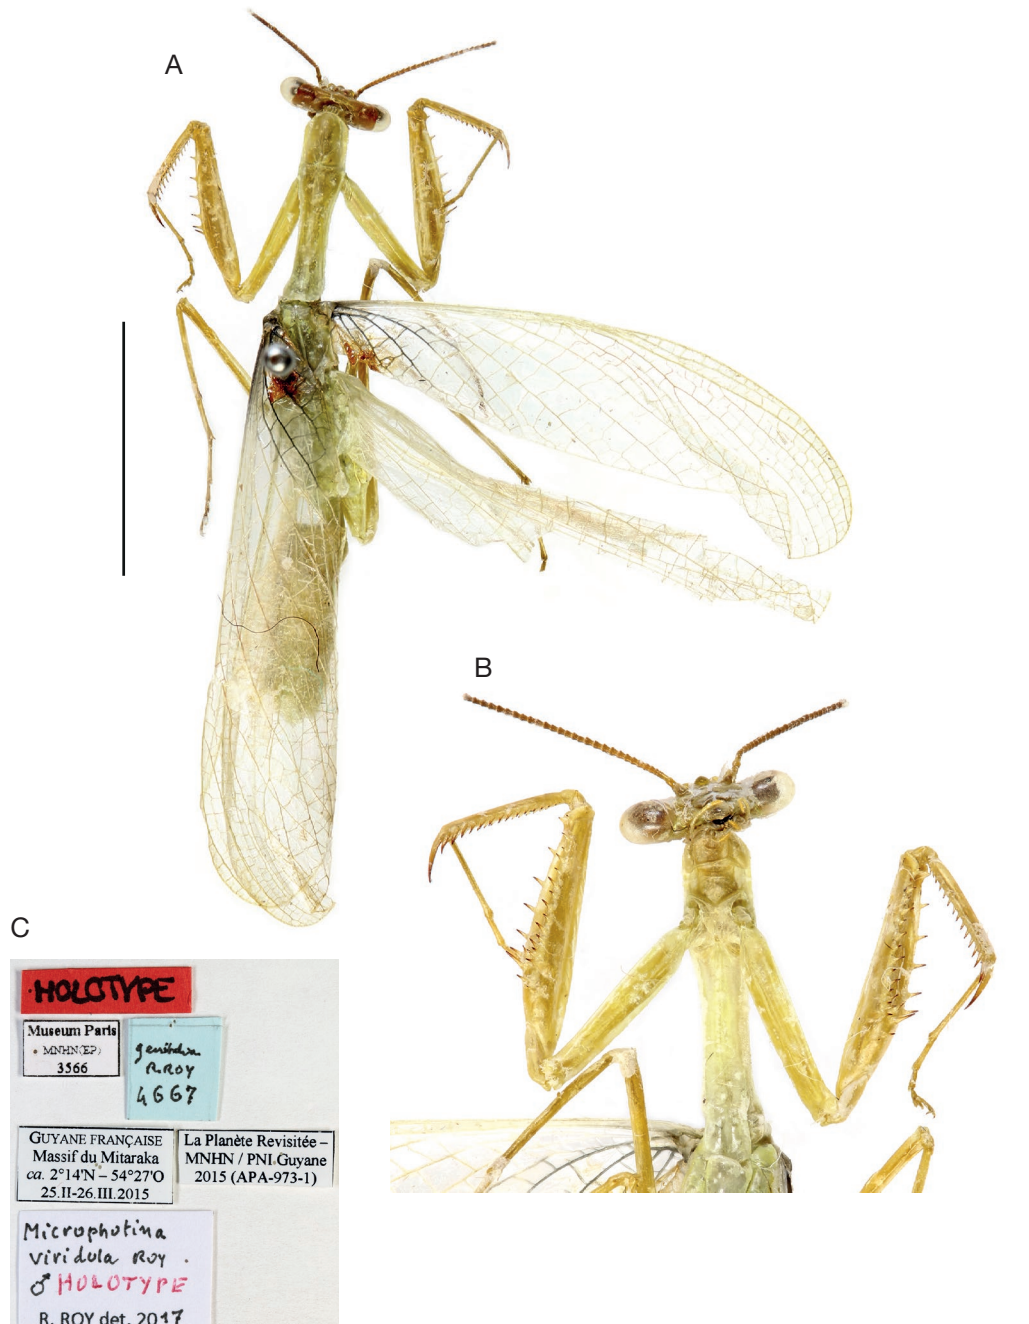 A
B
C
HOLOTYPE
Museum Paris
MNHN(EP)
3566
genitalia
R.ROY
4667
GUYANE FRANÇAISE
Massif du Mitaraka
ca. 2°14'N – 54°27'O
25.II-26.III.2015
La Planète Revisitée –
MNHN / PNI Guyane
2015 (APA-973-1)
Microphotina
viridula ROY.
♂ HOLOTYPE
R. ROY det. 2017